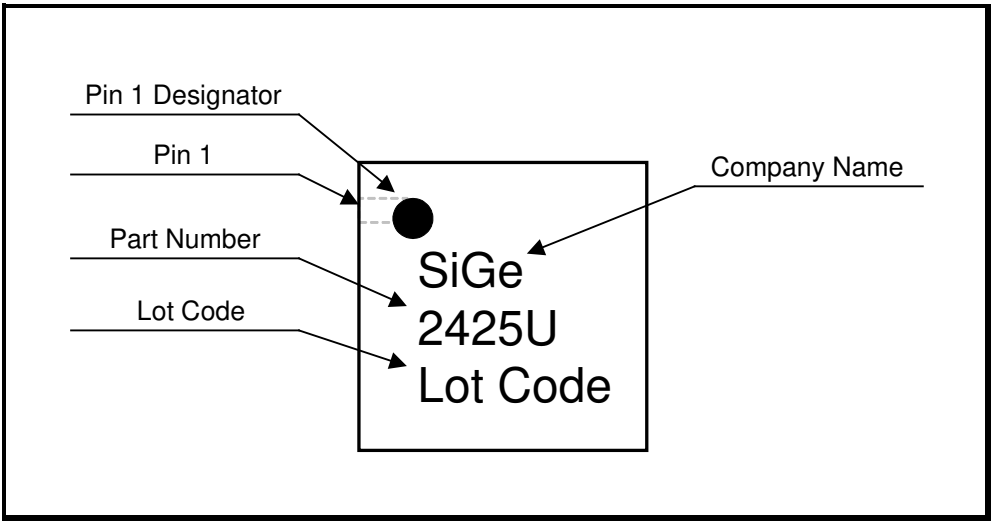 Pin 1 Designator
Pin 1
Company Name
Part Number
Lot Code
SiGe
2425U
Lot Code